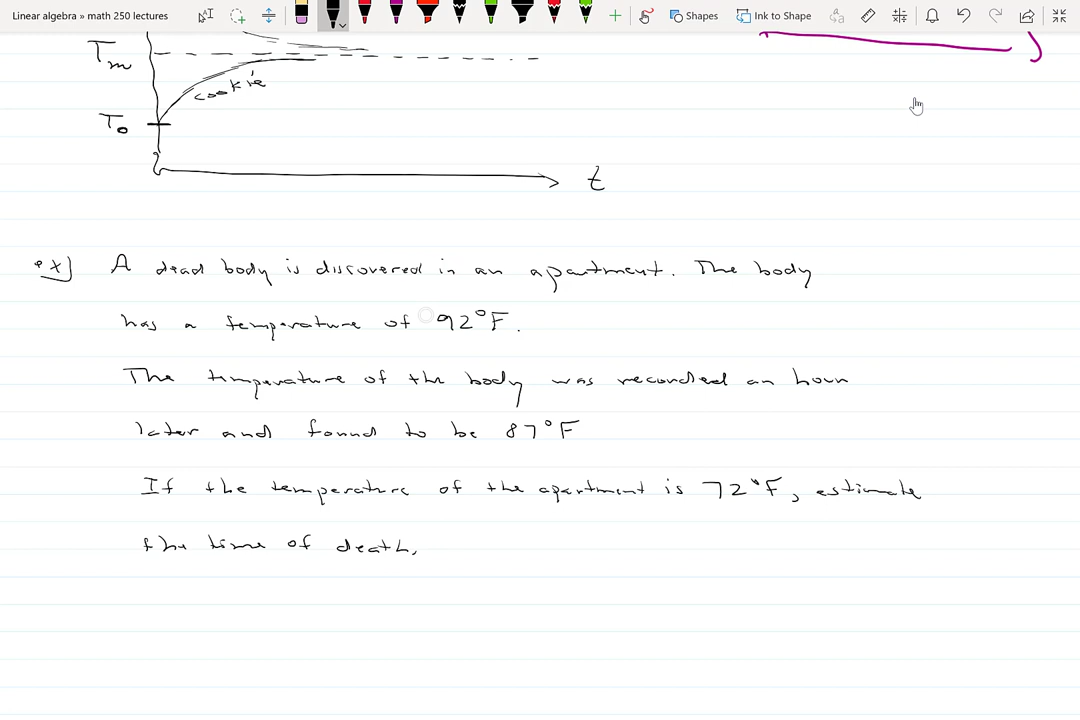 Linear algebra » math 250 lectures
Shapes
Ink to Shape
Tm
cookie
T0
t
ex] A dead body is discovered in an apartment. The body
has a temperature of 92°F.
The temperature of the body was recorded an hour
later and found to be 87°F
If the temperature of the apartment is 72°F, estimate
the time of death.